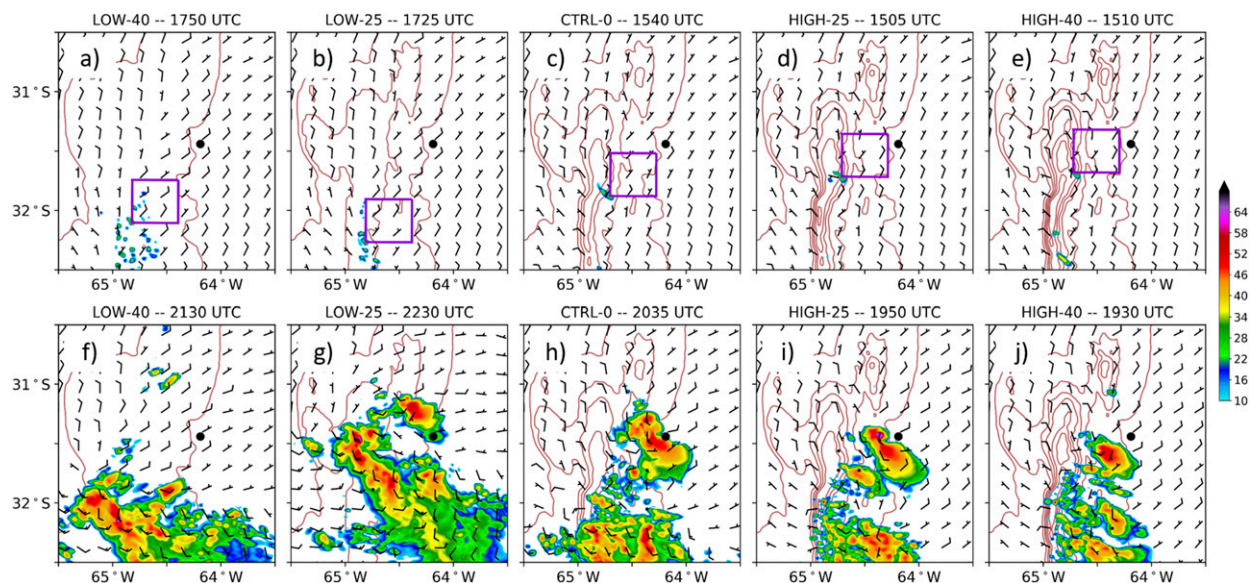 LOW-40 -- 1750 UTC
LOW-25 -- 1725 UTC
CTRL-0 -- 1540 UTC
HIGH-25 -- 1505 UTC
HIGH-40 -- 1510 UTC
a)
b)
c)
d)
e)
31°S
32°S
65°W
64°W
65°W
64°W
65°W
64°W
65°W
64°W
65°W
64°W
64
58
52
46
40
34
28
22
16
10
LOW-40 -- 2130 UTC
LOW-25 -- 2230 UTC
CTRL-0 -- 2035 UTC
HIGH-25 -- 1950 UTC
HIGH-40 -- 1930 UTC
f)
g)
h)
i)
j)
31°S
32°S
65°W
64°W
65°W
64°W
65°W
64°W
65°W
64°W
65°W
64°W